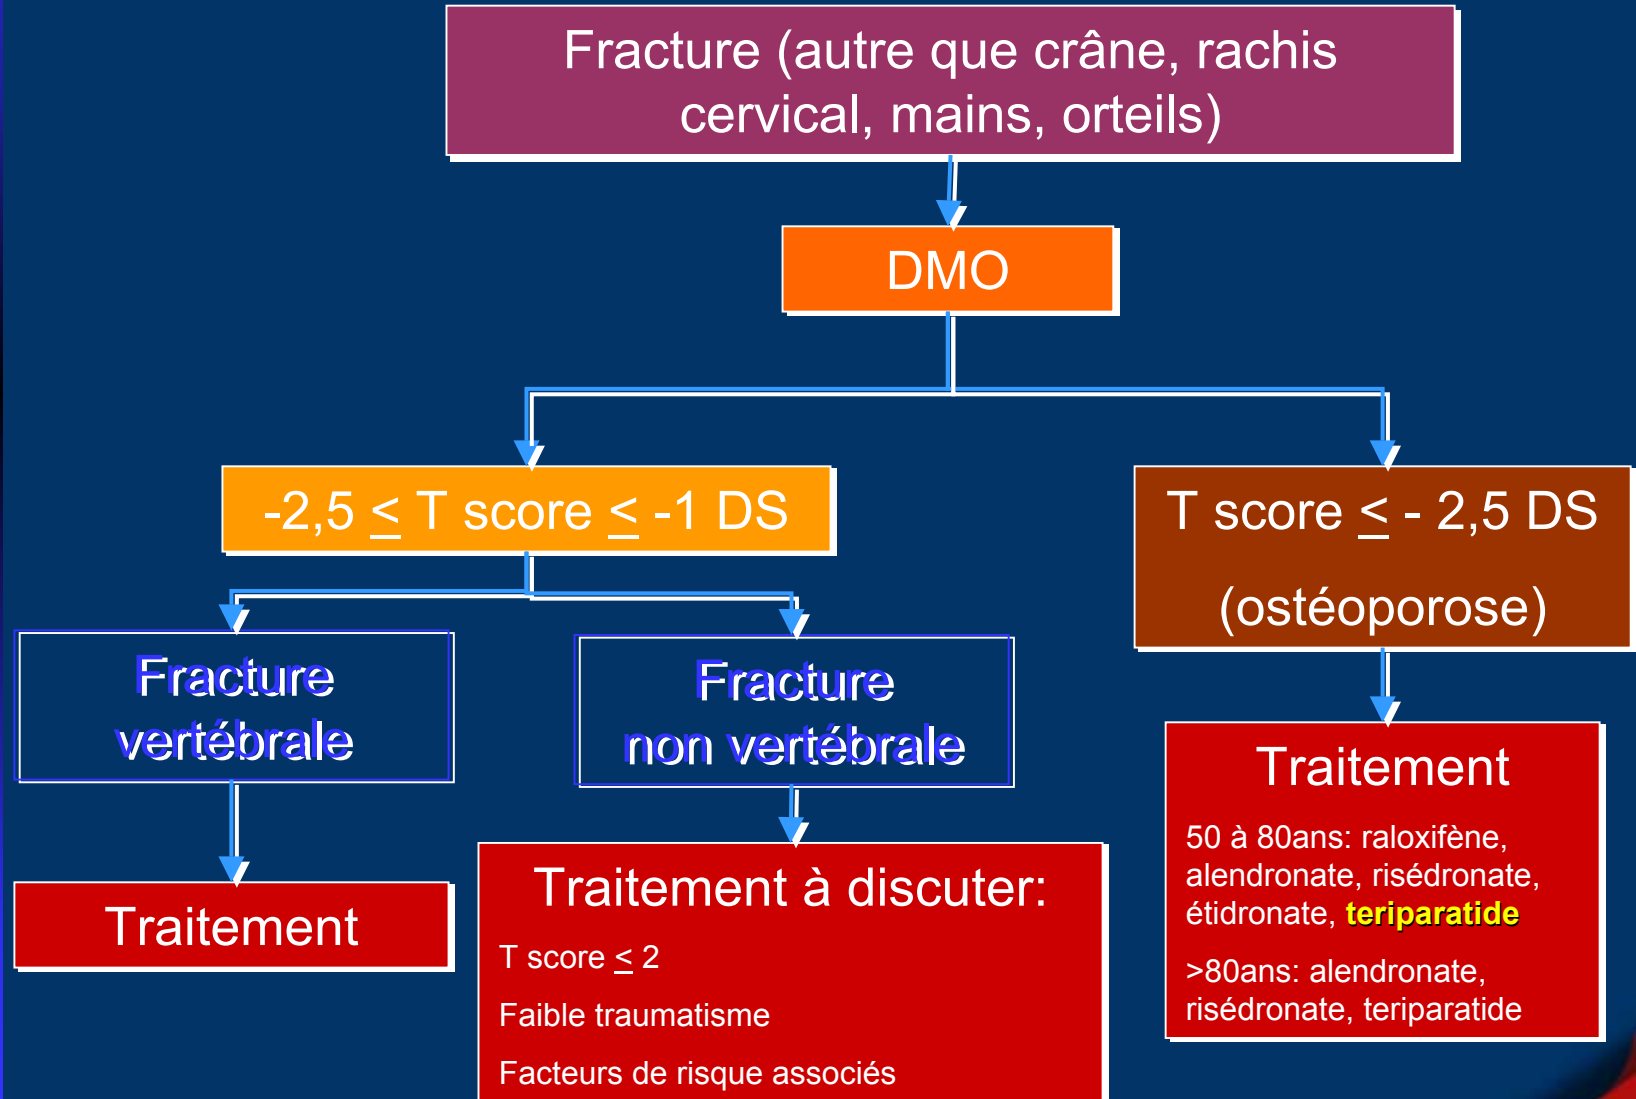 Fracture (autre que crâne, rachis
cervical, mains, orteils)
DMO
-2,5 ≤ T score ≤ -1 DS
T score ≤ - 2,5 DS
(ostéoporose)
Fracture
vertébrale
Fracture
non vertébrale
Traitement
Traitement à discuter:
T score ≤ 2
Faible traumatisme
Facteurs de risque associés
Traitement
50 à 80ans: raloxifène,
alendronate, risédronate,
étidronate, teriparatide
>80ans: alendronate,
risédronate, teriparatide